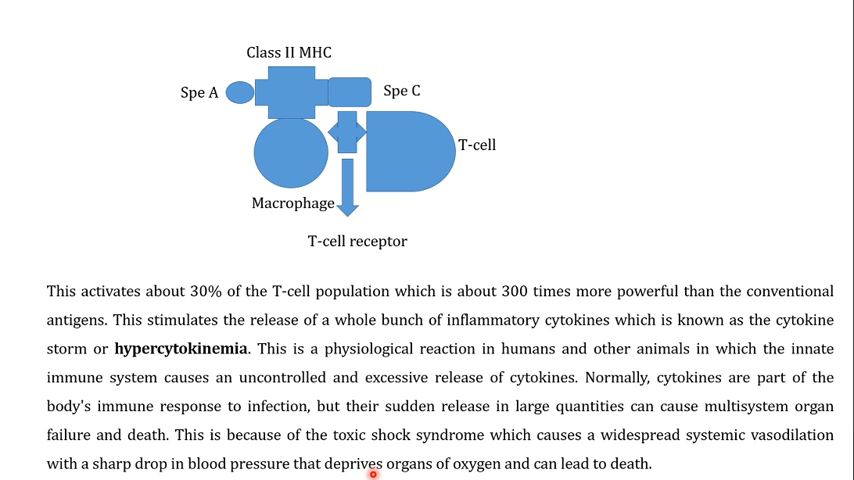 Class II MHC
Spe A
Spe C
T-cell
Macrophage
T-cell receptor
This activates about 30% of the T-cell population which is about 300 times more powerful than the conventional
antigens. This stimulates the release of a whole bunch of inflammatory cytokines which is known as the cytokine
storm or hypercytokinemia. This is a physiological reaction in humans and other animals in which the innate
immune system causes an uncontrolled and excessive release of cytokines. Normally, cytokines are part of the
body's immune response to infection, but their sudden release in large quantities can cause multisystem organ
failure and death. This is because of the toxic shock syndrome which causes a widespread systemic vasodilation
with a sharp drop in blood pressure that deprives organs of oxygen and can lead to death.